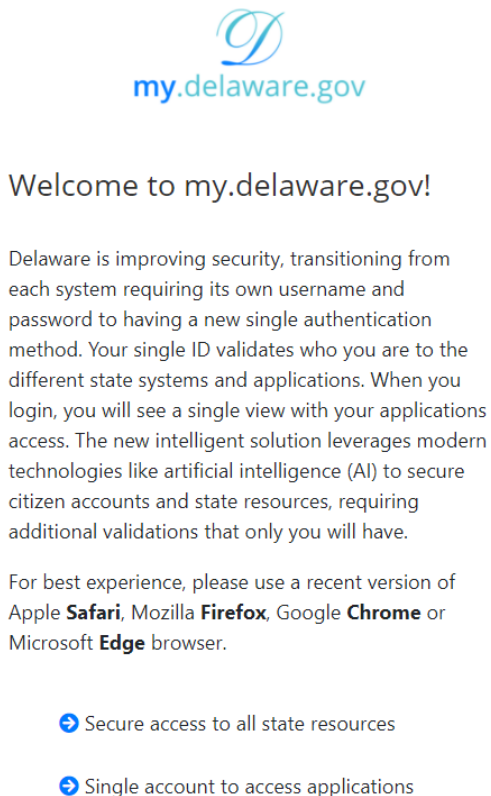 D
my.delaware.gov
Welcome to my.delaware.gov!
Delaware is improving security, transitioning from
each system requiring its own username and
password to having a new single authentication
method. Your single ID validates who you are to the
different state systems and applications. When you
login, you will see a single view with your applications
access. The new intelligent solution leverages modern
technologies like artificial intelligence (AI) to secure
citizen accounts and state resources, requiring
additional validations that only you will have.
For best experience, please use a recent version of
Apple Safari, Mozilla Firefox, Google Chrome or
Microsoft Edge browser.
Secure access to all state resources
Single account to access applications